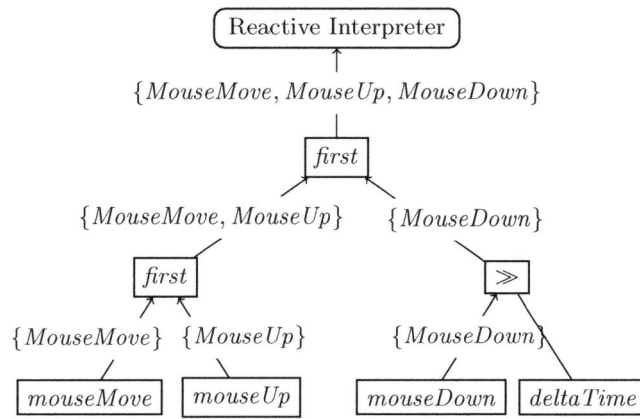 Reactive Interpreter
{MouseMove, MouseUp, MouseDown}
first
{MouseMove, MouseUp} {MouseDown}
first ≫
{MouseMove} {MouseUp} {MouseDown}
mouseMove mouseUp mouseDown deltaTime